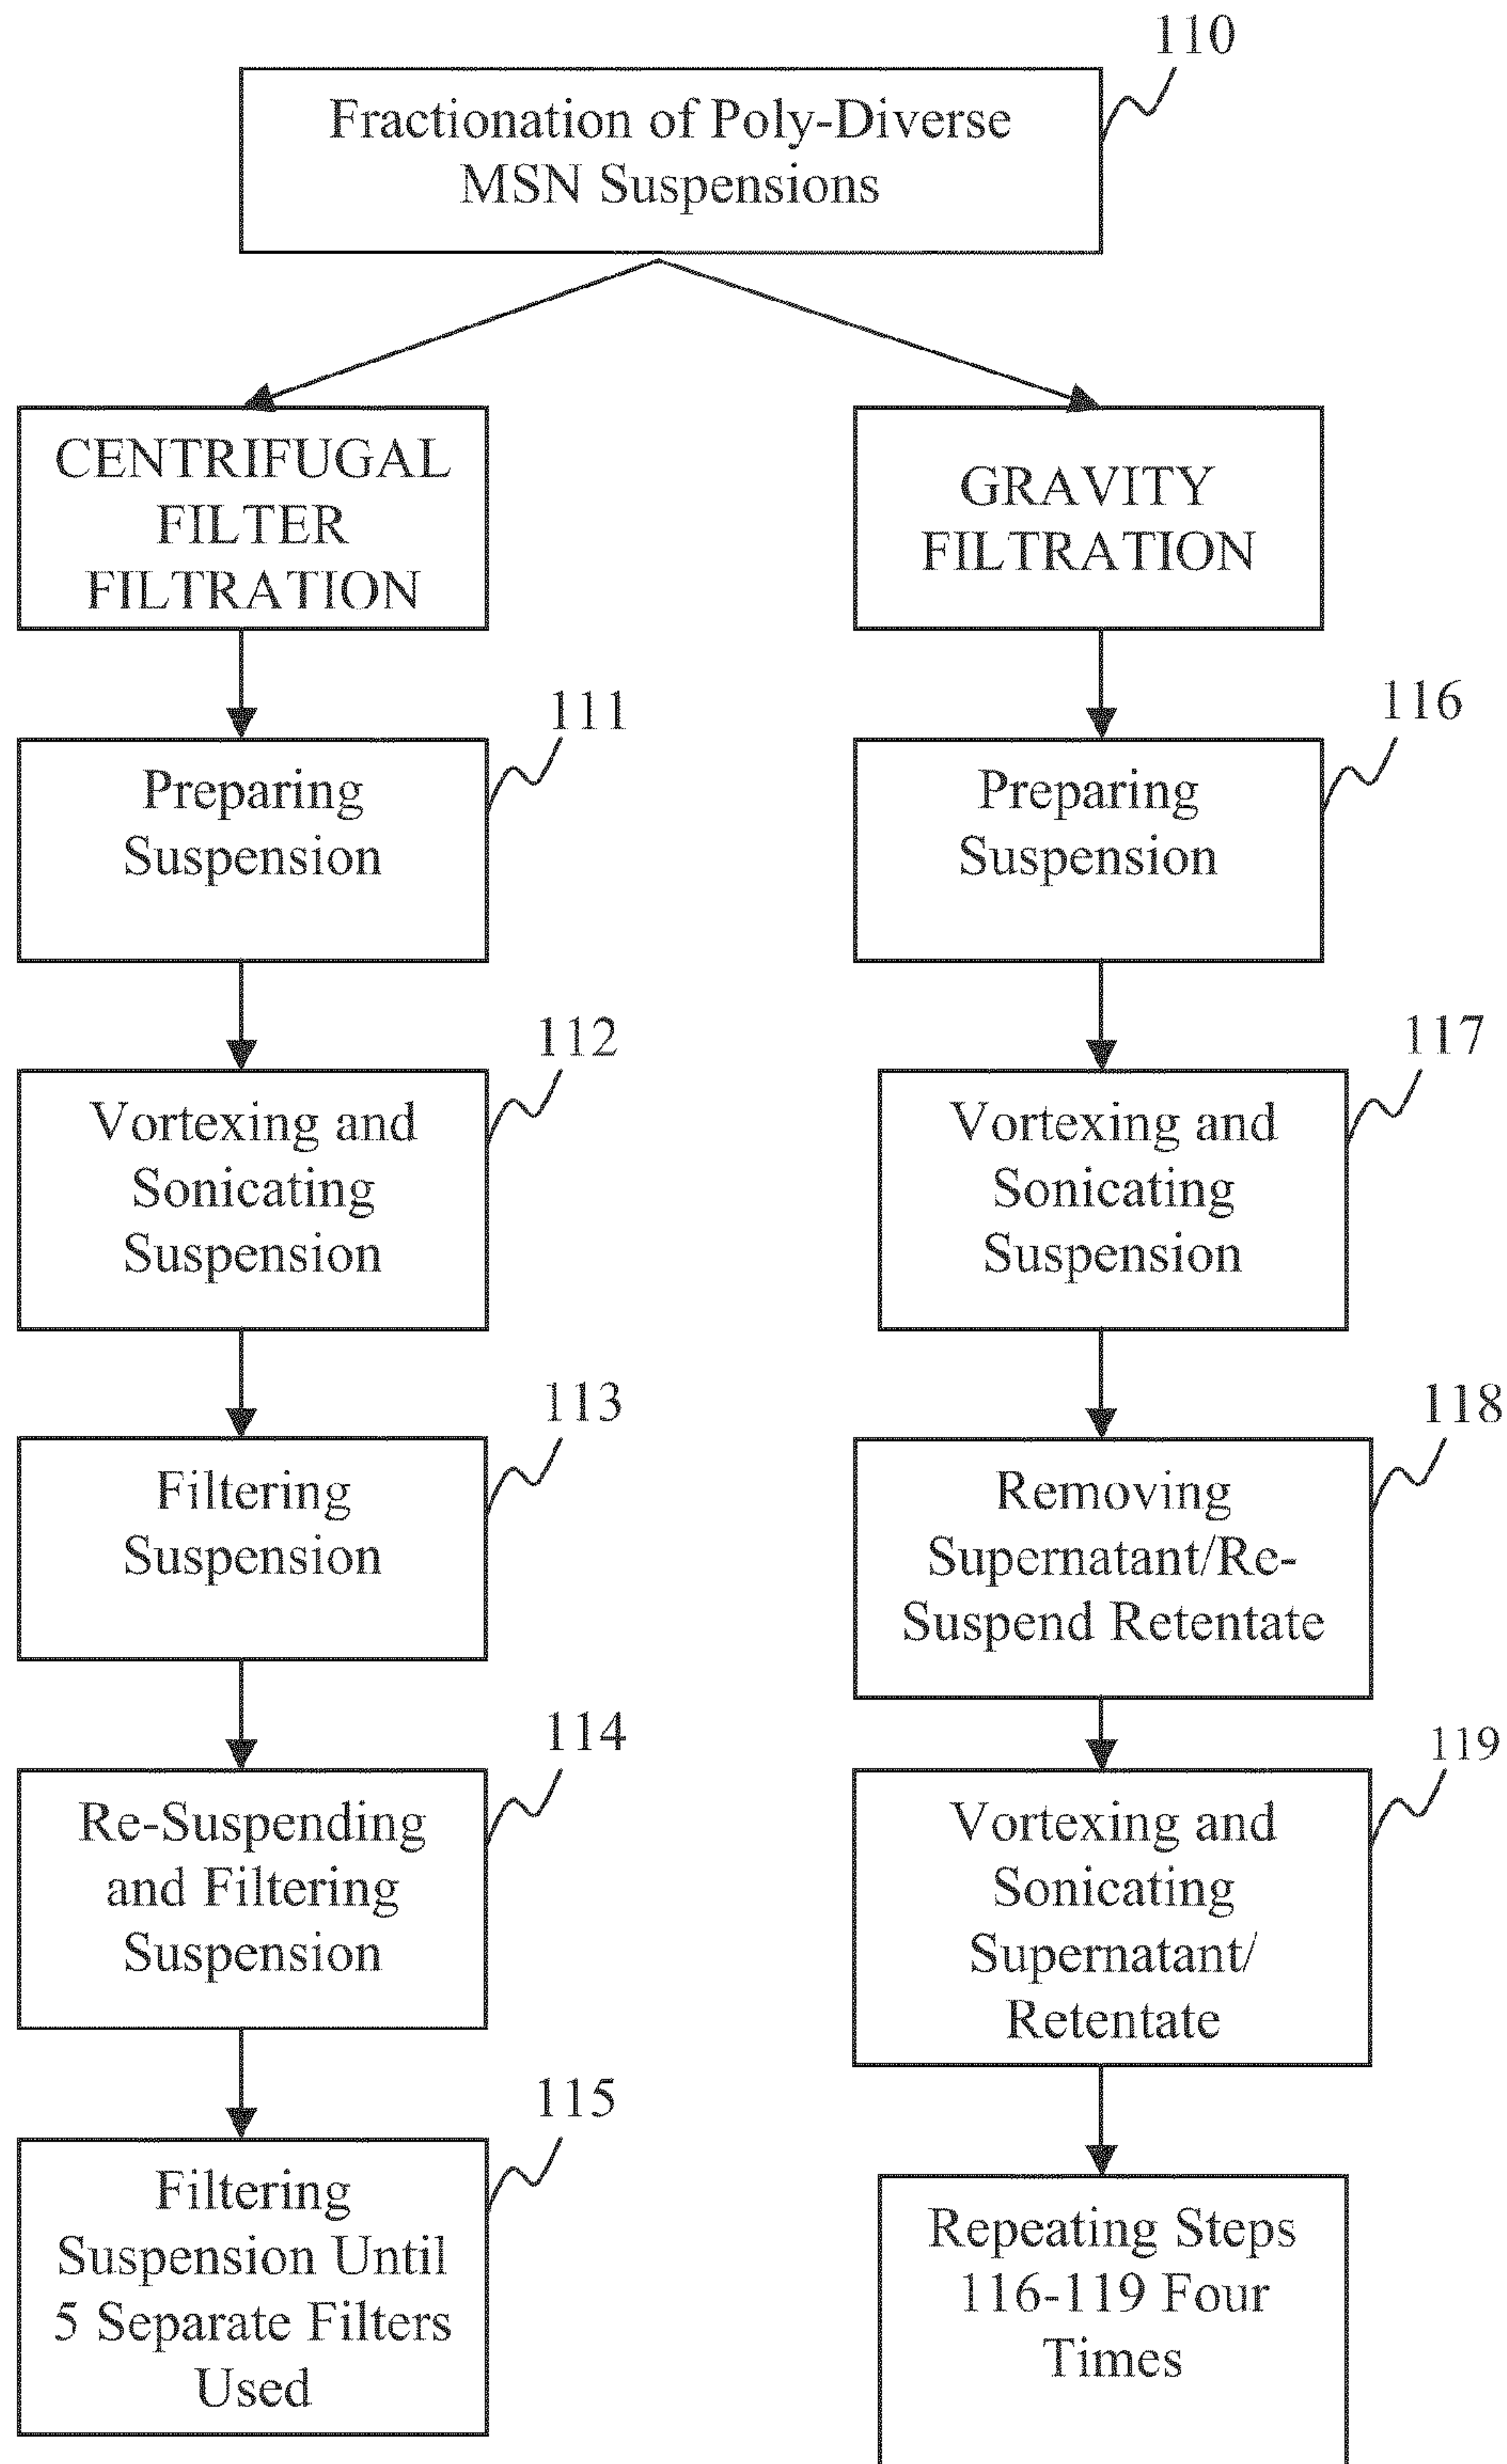 110
Fractionation of Poly-Diverse
MSN Suspensions
CENTRIFUGAL
FILTER
FILTRATION
111
Preparing
Suspension
112
Vortexing and
Sonicating
Suspension
113
Filtering
Suspension
114
Re-Suspending
and Filtering
Suspension
115
Filtering
Suspension Until
5 Separate Filters
Used
GRAVITY
FILTRATION
116
Preparing
Suspension
117
Vortexing and
Sonicating
Suspension
118
Removing
Supernatant/Re-
Suspend Retentate
119
Vortexing and
Sonicating
Supernatant/
Retentate
Repeating Steps
116-119 Four
Times